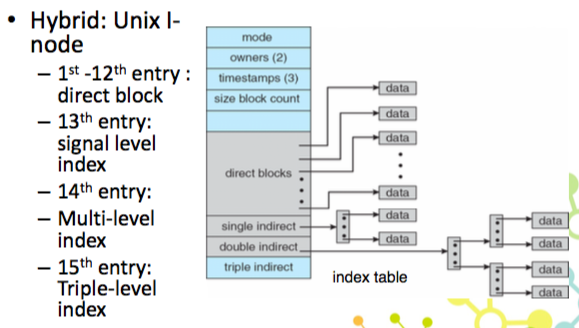 • Hybrid: Unix I-
node
– 1st -12th entry :
direct block
– 13th entry:
signal level
index
– 14th entry:
– Multi-level
index
– 15th entry:
Triple-level
index
mode
owners (2)
timestamps (3)
size block count
direct blocks
single indirect
double indirect
triple indirect
data
data
data
data
data
data
data
data
data
data
index table